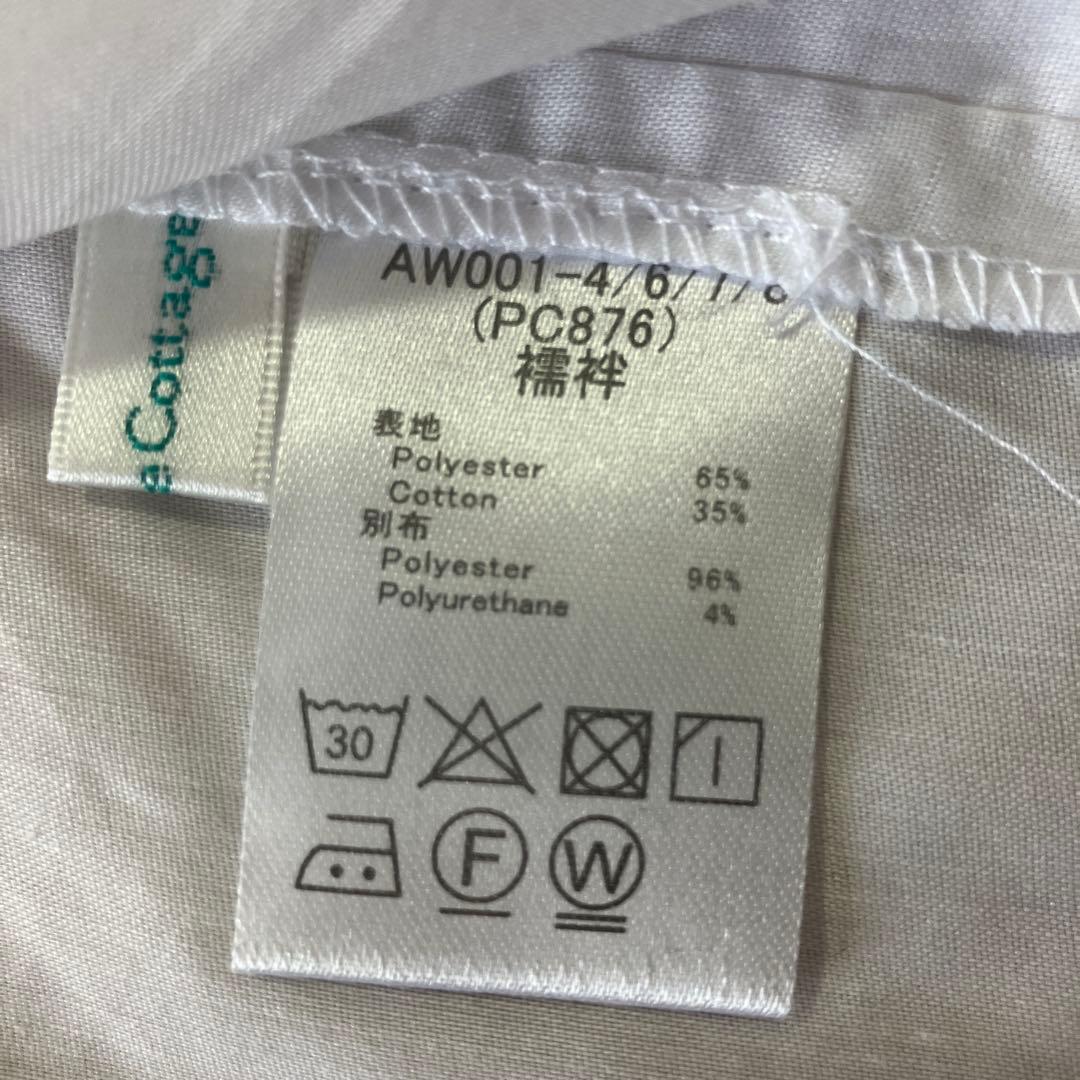 Cottage
AW001-4/6/7/8
(PC876)
襦袢
表地
Polyester 65%
Cotton 35%
別布
Polyester 96%
Polyurethane 4%
30
F
W